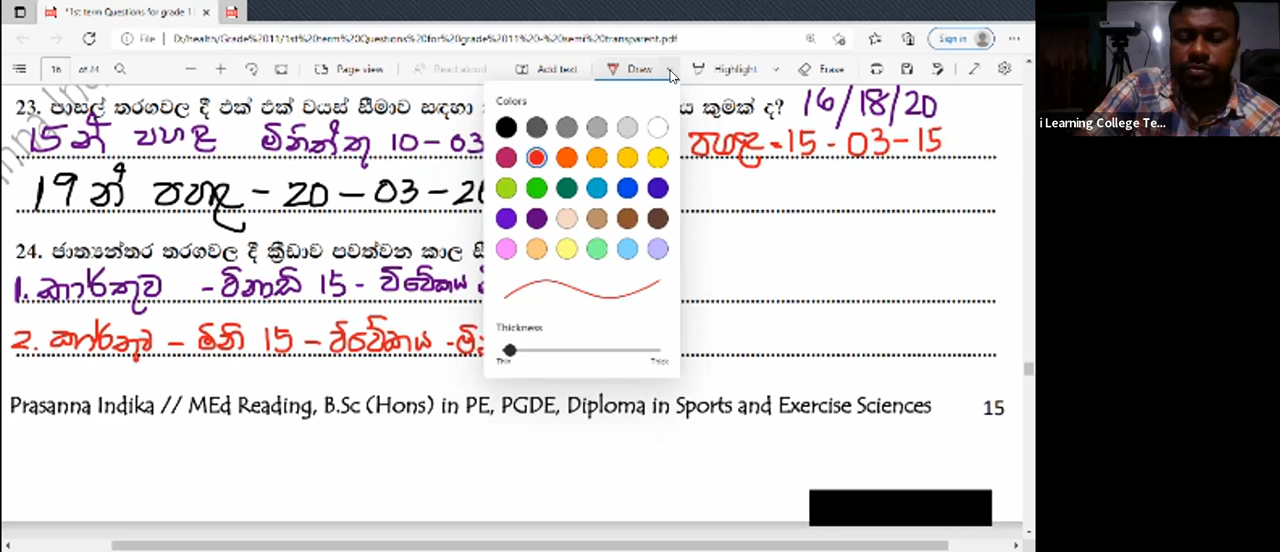 *1st term Questions for grade 11
File D:/health/Grade%2011/1st%20term%20Questions%20for%20grade%2011%20-%20semi%20transparent.pdf Sign in
16 of 24 Page view Read aloud Add text Draw Highlight Erase
23. පාසල් තරගවල දී එක් එක් වයස් සීමාව සඳහා ය කුමක් ද? 16/18/20
15 න් පහළ මිනිත්තු 10 - 03 පහළ - 15 - 03 - 15
19 න් පහළ - 20 - 03 - 20
24. ජාත්‍යන්තර තරගවල දී ක්‍රීඩාව පවත්වන කාල සී
1. කාර්තුව - විනාඩි 15 - විවේකය
2. කාර්තුව - මිනි 15 - විවේකය - මි
Colors
Thickness
Thin Thick
Prasanna Indika // MEd Reading, B.Sc (Hons) in PE, PGDE, Diploma in Sports and Exercise Sciences 15
i Learning College Te...